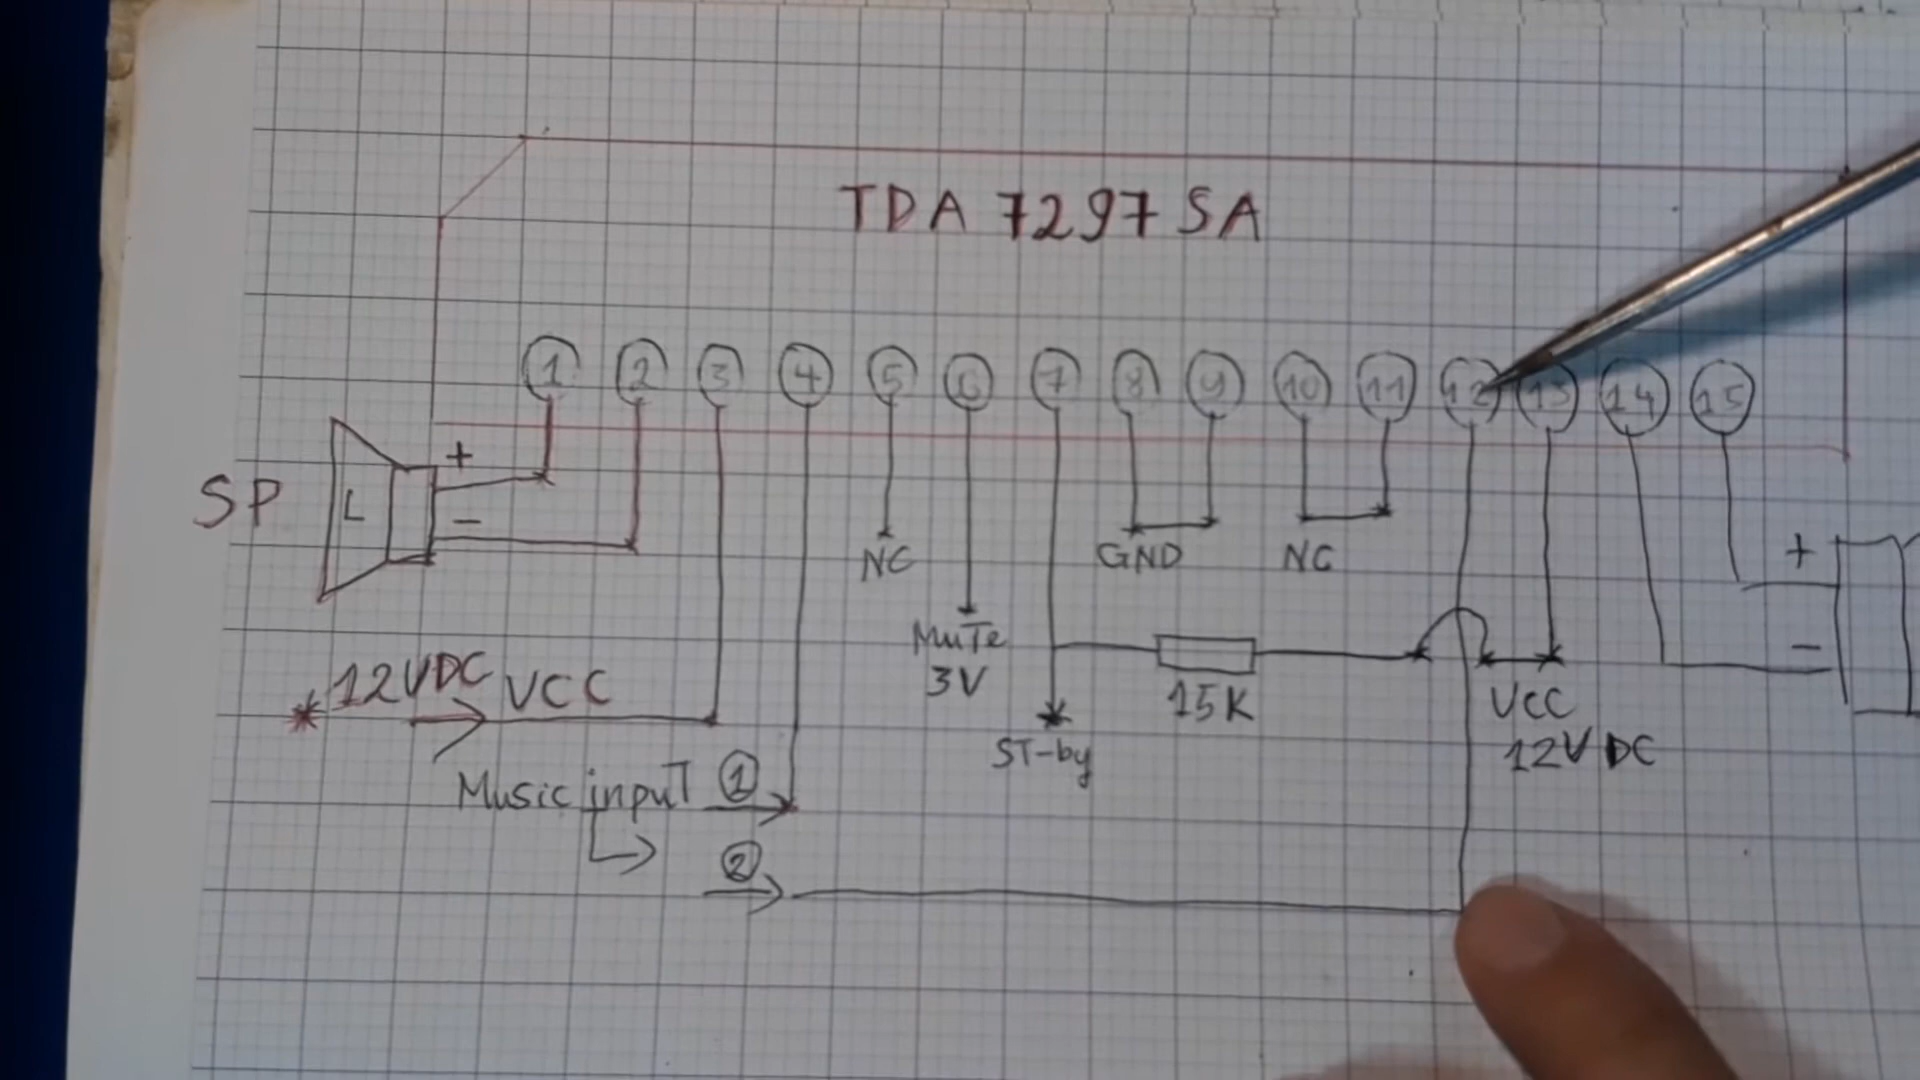 TDA 7297 SA
1 2 3 4 5 6 7 8 9 10 11 12 13 14 15
SP L + -
NC
GND
NC
+
-
MuTe
3V
15K
12VDC VCC
VCC
12V DC
ST-by
Music inpuT 1
2